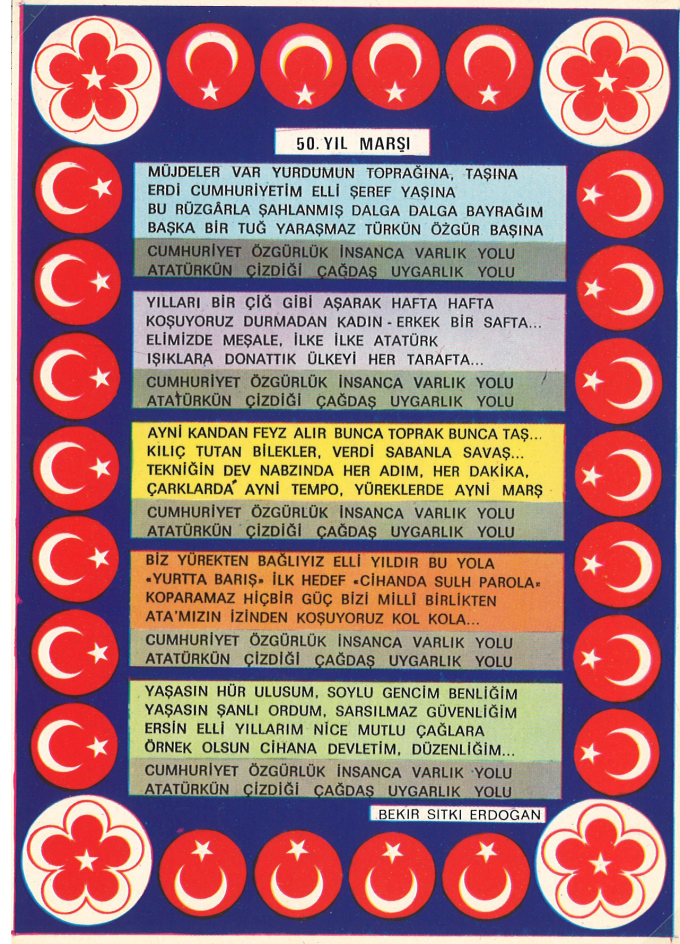 50. YIL MARŞI
MÜJDELER VAR YURDUMUN TOPRAĞINA, TAŞINA
ERDİ CUMHURİYETİM ELLİ ŞEREF YAŞINA
BU RÜZGÂRLA ŞAHLANMIŞ DALGA DALGA BAYRAĞIM
BAŞKA BİR TUĞ YARAŞMAZ TÜRKÜN ÖZGÜR BAŞINA
CUMHURİYET ÖZGÜRLÜK İNSANCA VARLIK YOLU
ATATÜRKÜN ÇİZDİĞİ ÇAĞDAŞ UYGARLIK YOLU
YILLARI BİR ÇIĞ GİBİ AŞARAK HAFTA HAFTA
KOŞUYORUZ DURMADAN KADIN - ERKEK BİR SAFTA...
ELİMİZDE MEŞALE, İLKE İLKE ATATÜRK
IŞIKLARA DONATTIK ÜLKEYİ HER TARAFTA...
CUMHURİYET ÖZGÜRLÜK İNSANCA VARLIK YOLU
ATATÜRKÜN ÇİZDİĞİ ÇAĞDAŞ UYGARLIK YOLU
AYNİ KANDAN FEYZ ALIR BUNCA TOPRAK BUNCA TAŞ...
KILIÇ TUTAN BİLEKLER, VERDİ SABANLA SAVAŞ...
TEKNİĞİN DEV NABZINDA HER ADIM, HER DAKİKA,
ÇARKLARDA AYNİ TEMPO, YÜREKLERDE AYNİ MARŞ
CUMHURİYET ÖZGÜRLÜK İNSANCA VARLIK YOLU
ATATÜRKÜN ÇİZDİĞİ ÇAĞDAŞ UYGARLIK YOLU
BİZ YÜREKTEN BAĞLIYIZ ELLİ YILDIR BU YOLA
«YURTTA BARIŞ» İLK HEDEF «CİHANDA SULH PAROLA«
KOPARAMAZ HİÇBİR GÜÇ BİZİ MİLLÎ BİRLİKTEN
ATA'MIZIN İZİNDEN KOŞUYORUZ KOL KOLA...
CUMHURİYET ÖZGÜRLÜK İNSANCA VARLIK YOLU
ATATÜRKÜN ÇİZDİĞİ ÇAĞDAŞ UYGARLIK YOLU
YAŞASIN HÜR ULUSUM, SOYLU GENCİM BENLİĞİM
YAŞASIN ŞANLI ORDUM, SARSILMAZ GÜVENLİĞİM
ERSİN ELLİ YILLARIM NİCE MUTLU ÇAĞLARA
ÖRNEK OLSUN CİHANA DEVLETİM, DÜZENLİĞİM...
CUMHURİYET ÖZGÜRLÜK İNSANCA VARLIK YOLU
ATATÜRKÜN ÇİZDİĞİ ÇAĞDAŞ UYGARLIK YOLU
BEKİR SITKI ERDOĞAN